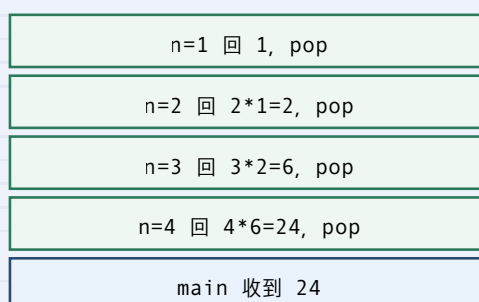 n=1 回 1, pop
n=2 回 2*1=2, pop
n=3 回 3*2=6, pop
n=4 回 4*6=24, pop
main 收到 24